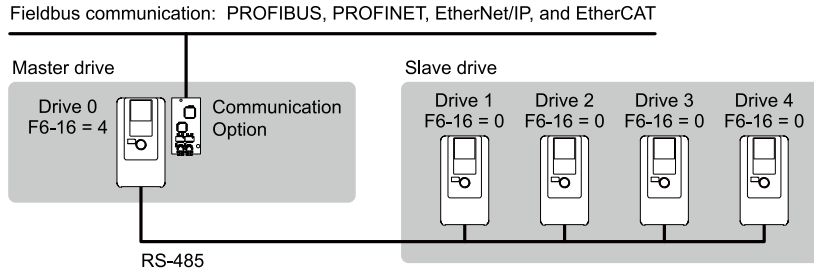 Fieldbus communication: PROFIBUS, PROFINET, EtherNet/IP, and EtherCAT
Master drive
Drive 0
F6-16 = 4
Communication
Option
Slave drive
Drive 1
F6-16 = 0
Drive 2
F6-16 = 0
Drive 3
F6-16 = 0
Drive 4
F6-16 = 0
RS-485